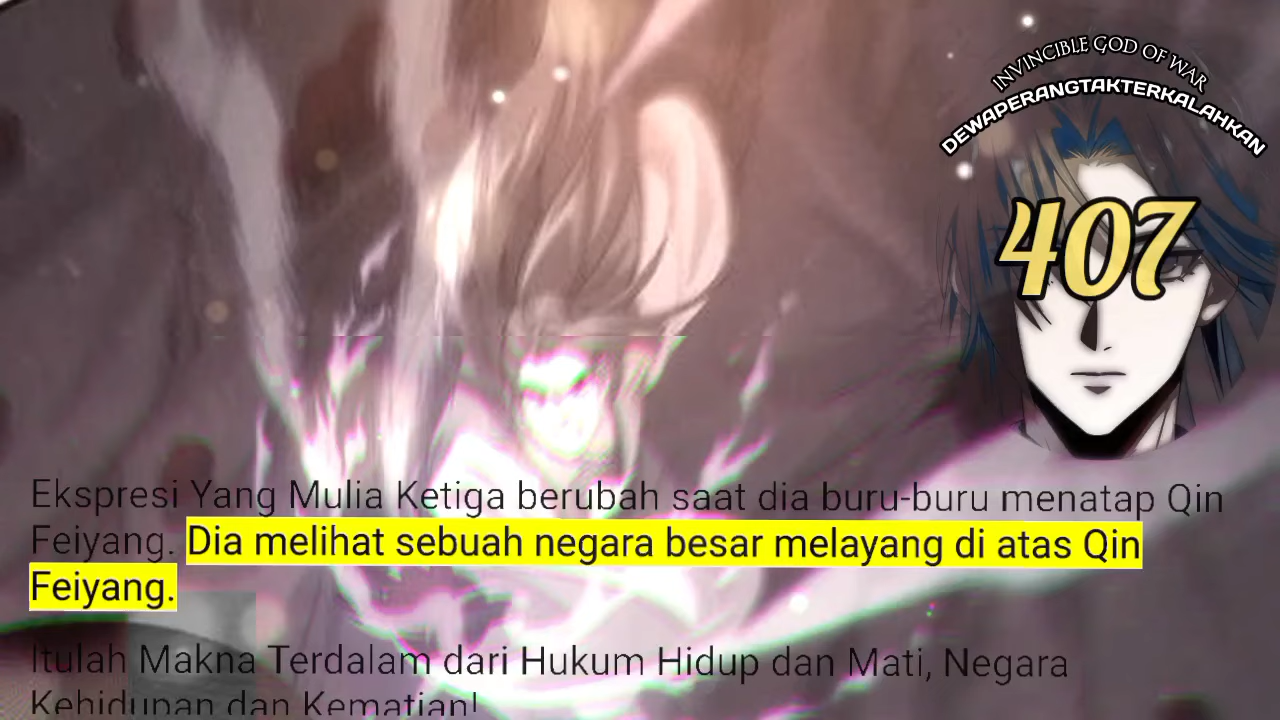 INVINCIBLE GOD OF WAR
DEWAPERANGTAKTERKALAHKAN
407
Ekspresi Yang Mulia Ketiga berubah saat dia buru-buru menatap Qin
Feiyang. Dia melihat sebuah negara besar melayang di atas Qin
Feiyang.
Itulah Makna Terdalam dari Hukum Hidup dan Mati, Negara
Kehidupan dan Kematian!